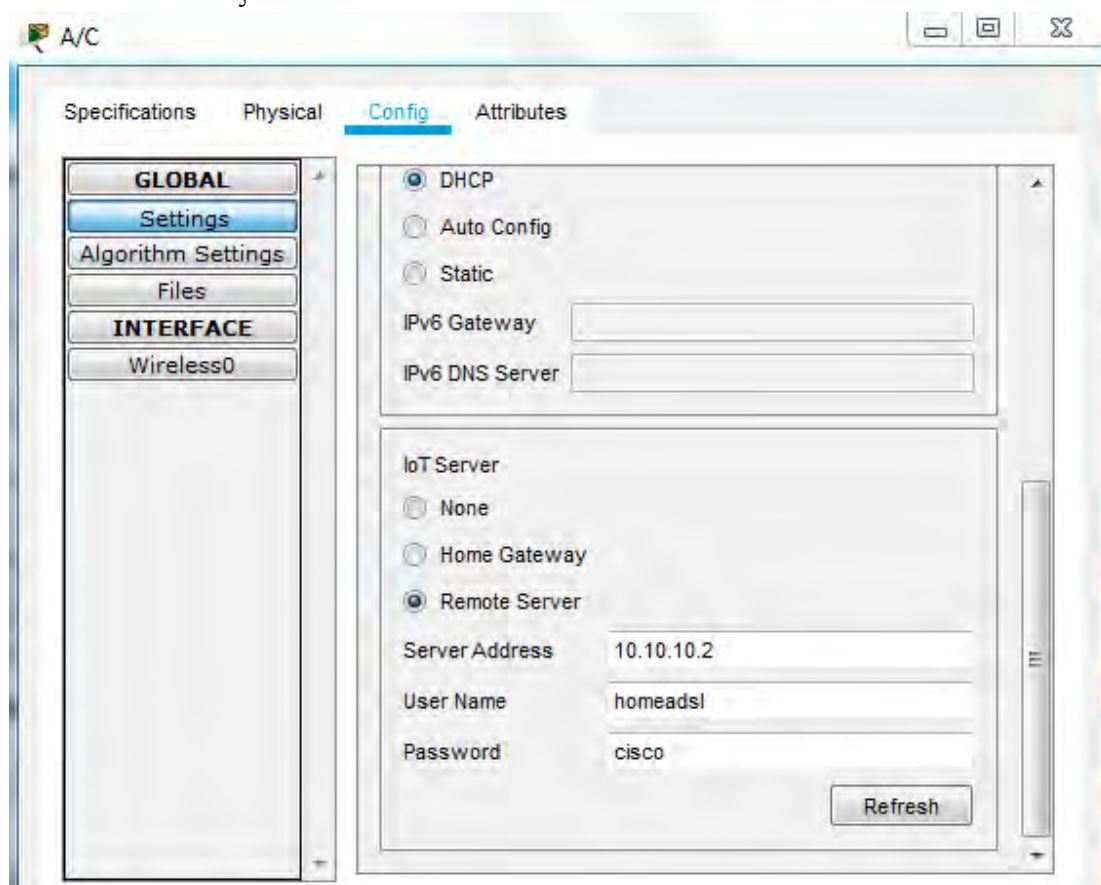 A/C
Specifications Physical Config Attributes
GLOBAL
Settings
Algorithm Settings
Files
INTERFACE
Wireless0
DHCP
Auto Config
Static
IPv6 Gateway
IPv6 DNS Server
IoT Server
None
Home Gateway
Remote Server
Server Address 10.10.10.2
User Name homeadsl
Password cisco
Refresh